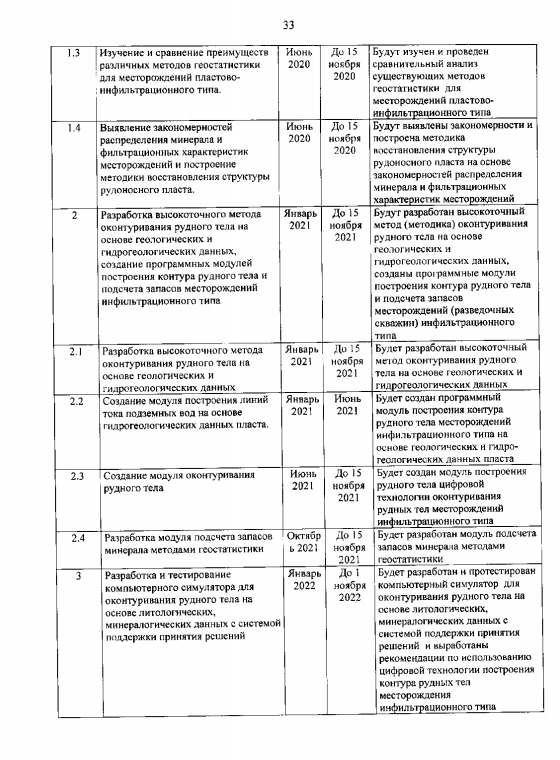 33
1.3 Изучение и сравнение преимуществ Июнь До 15 Будут изучен и проведен
различных методов геостатистики 2020 ноября сравнительный анализ
для месторождений пластово- 2020 существующих методов
инфильтрационного типа. геостатистики для
месторождений пластово-
инфильтрационного типа
1.4 Выявление закономерностей Июнь До 15 Будут выявлены закономерности и
распределения минерала и 2020 ноября построена методика
фильтрационных характеристик 2020 восстановления структуры
месторождений и построение рудоносного пласта на основе
методики восстановления структуры закономерностей распределения
рудоносного пласта. минерала и фильтрационных
характеристик месторождений
2 Разработка высокоточного метода Январь До 15 Будут разработан высокоточный
оконтуривания рудного тела на 2021 ноября метод (методика) оконтуривания
основе геологических и 2021 рудного тела на основе
гидрогеологических данных, геологических и
создание программных модулей гидрогеологических данных,
построения контура рудного тела и созданы программные модули
подсчета запасов месторождений построения контура рудного тела
инфильтрационного типа и подсчета запасов
месторождений (разведочных
скважин) инфильтрационного
типа
2.1 Разработка высокоточного метода Январь До 15 Будет разработан высокоточный
оконтуривания рудного тела на 2021 ноября метод оконтуривания рудного
основе геологических и 2021 тела на основе геологических и
гидрогеологических данных гидрогеологических данных
2.2 Создание модуля построения линий Январь Июнь Будет создан программный
тока подземных вод на основе 2021 2021 модуль построения контура
гидрогеологических данных пласта. рудного тела месторождений
инфильтрационного типа на
основе геологических и гидро-
геологических данных пласта
2.3 Создание модуля оконтуривания Июнь До 15 Будет создан модуль построения
рудного тела 2021 ноября рудного тела цифровой
2021 технологии оконтуривания
рудных тел месторождений
инфильтрационного типа
2.4 Разработка модуля подсчета запасов Октябр До 15 Будет разработан модуль подсчета
минерала методами геостатистики ь 2021 ноября запасов минерала методами
2021 геостатистики
3 Разработка и тестирование Январь До 1 Будет разработан и протестирован
компьютерного симулятора для 2022 ноября компьютерный симулятор для
оконтуривания рудного тела на 2022 оконтуривания рудного тела на
основе литологических, основе литологических,
минералогических данных с системой минералогических данных с
поддержки принятия решений системой поддержки принятия
решений и выработаны
рекомендации по использованию
цифровой технологии построения
контура рудных тел
месторождения
инфильтрационного типа